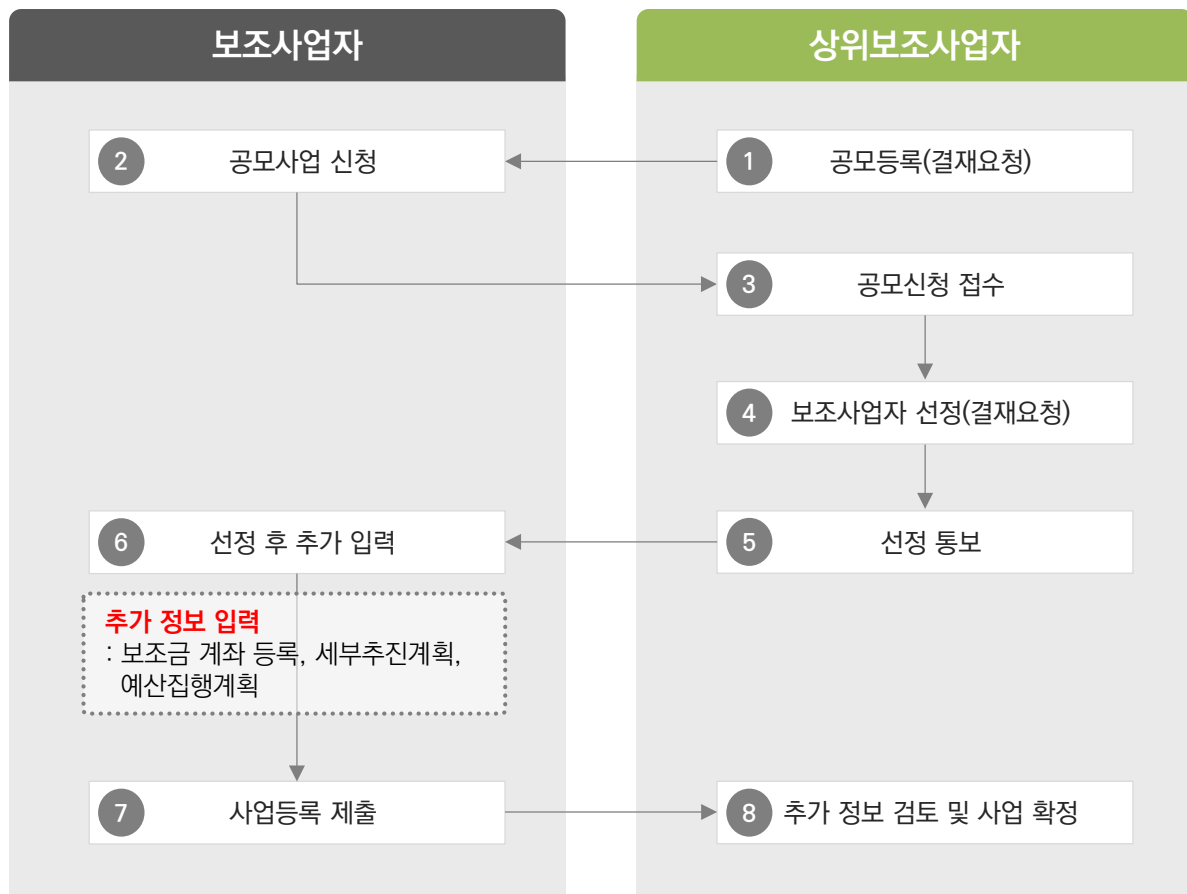 보조사업자
상위보조사업자
1 공모등록(결재요청)
2 공모사업 신청
3 공모신청 접수
4 보조사업자 선정(결재요청)
5 선정 통보
6 선정 후 추가 입력
추가 정보 입력
: 보조금 계좌 등록, 세부추진계획,
예산집행계획
7 사업등록 제출
8 추가 정보 검토 및 사업 확정